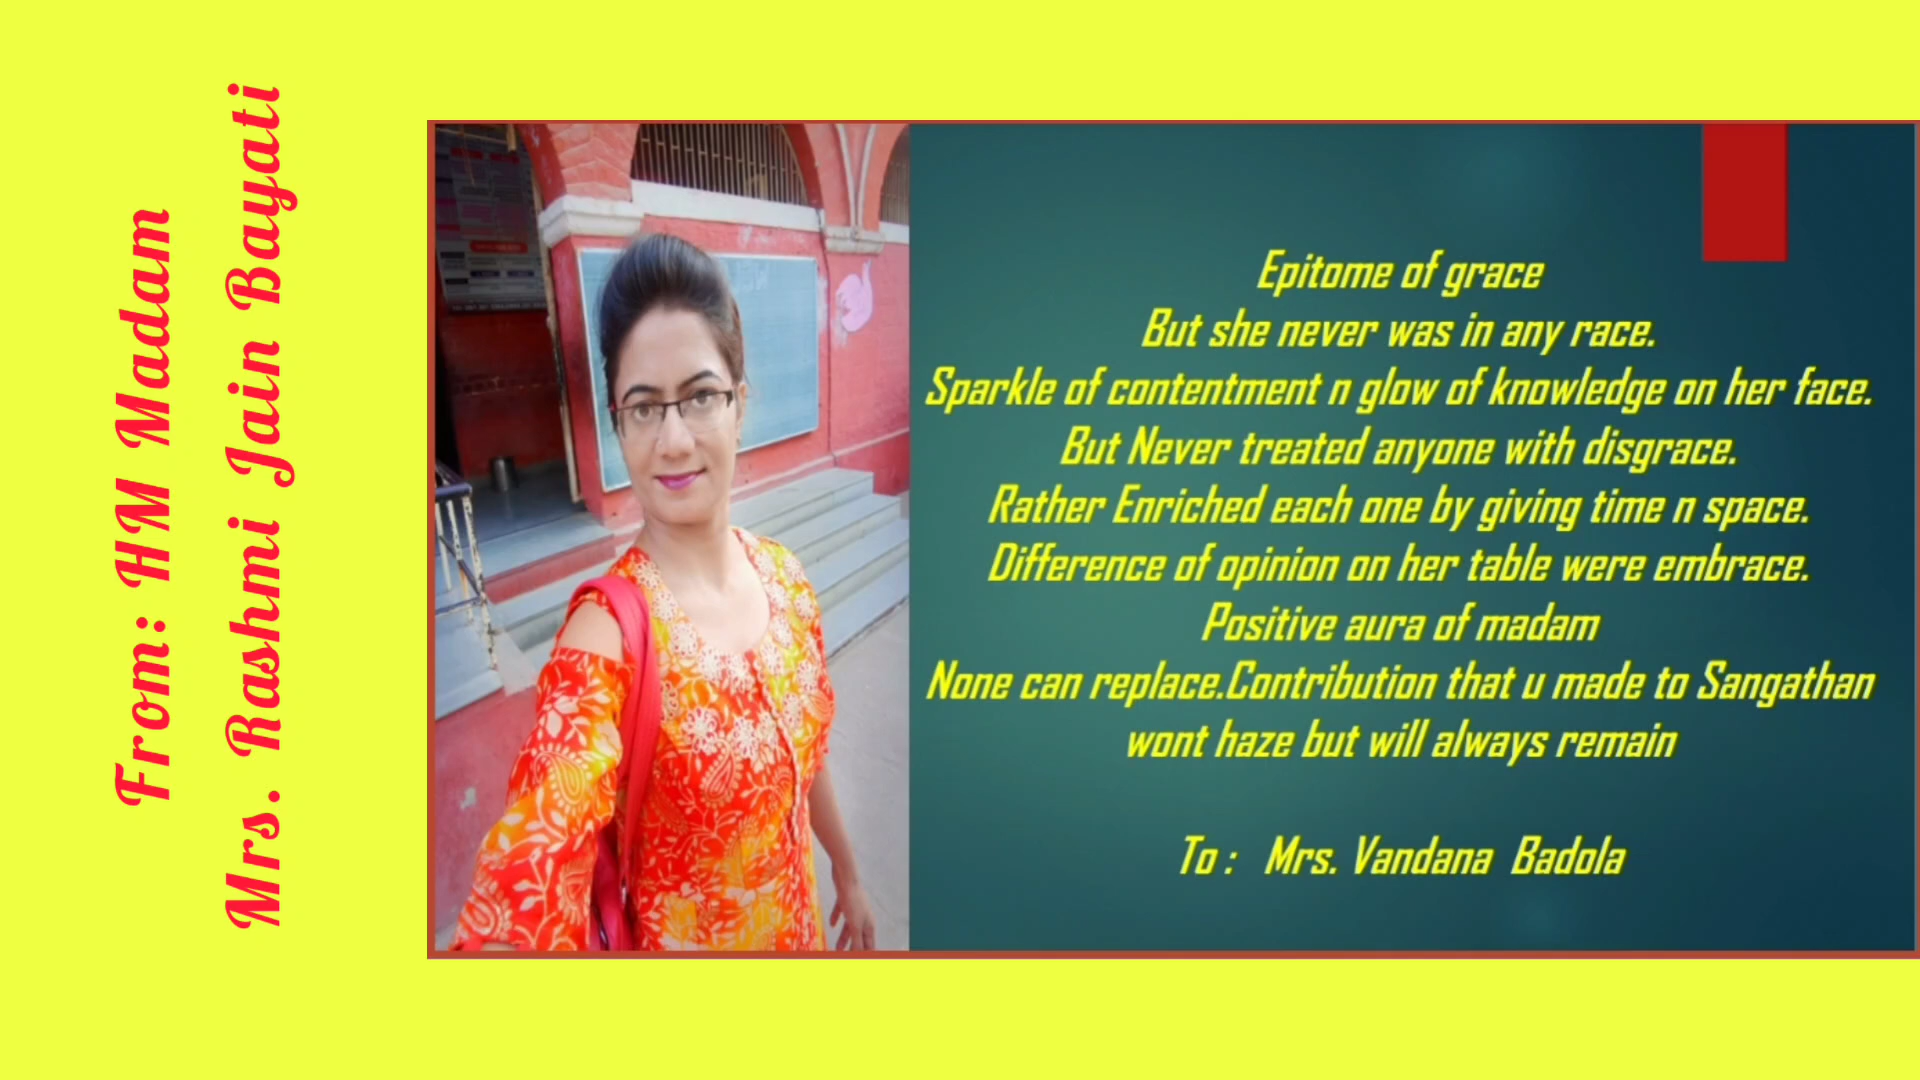 From: HM Madam
Mrs. Rashmi Jain Bayati
Epitome of grace
But she never was in any race.
Sparkle of contentment n glow of knowledge on her face.
But Never treated anyone with disgrace.
Rather Enriched each one by giving time n space.
Difference of opinion on her table were embrace.
Positive aura of madam
None can replace.Contribution that u made to Sangathan
wont haze but will always remain
To : Mrs. Vandana Badola